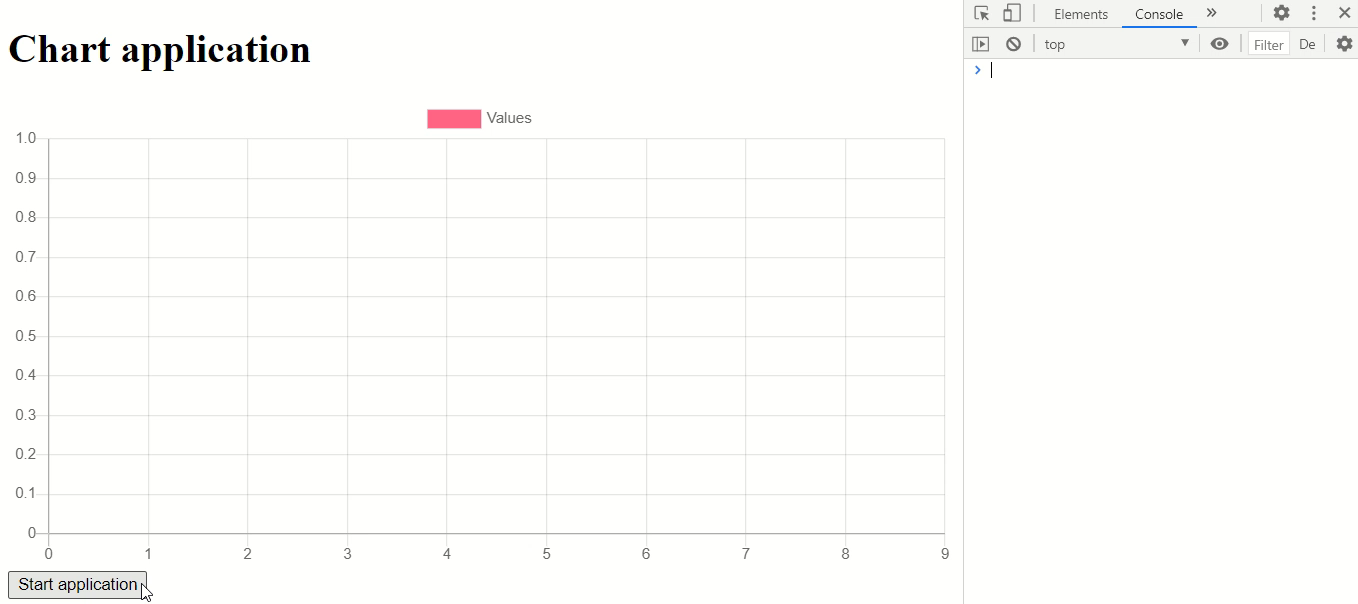 Chart application
Values
1.0
0.9
0.8
0.7
0.6
0.5
0.4
0.3
0.2
0.1
0
0 1 2 3 4 5 6 7 8 9
Start application
Elements Console »
top ▼ Filter De
›